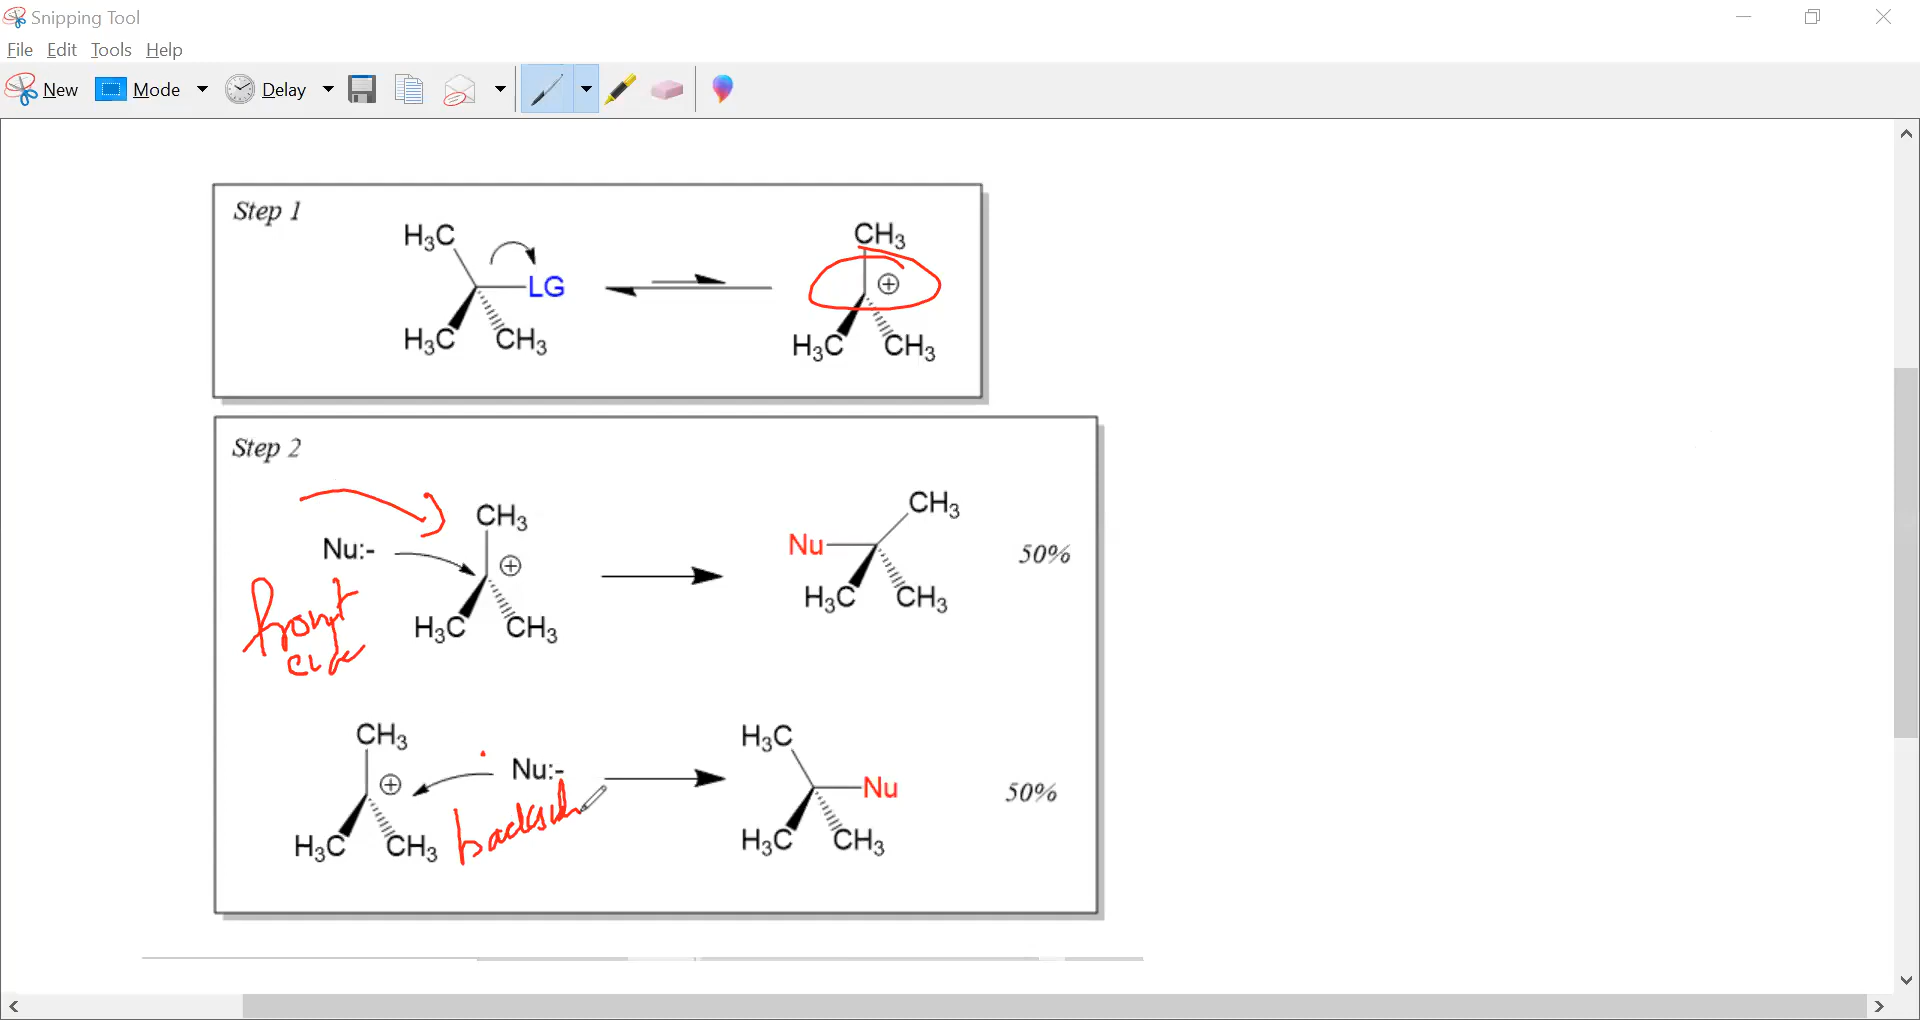 Snipping Tool
File Edit Tools Help
New Mode Delay
Step 1
H₃C
LG
H₃C CH₃
CH₃
⊕
H₃C CH₃
Step 2
Nu:-
CH₃
⊕
H₃C CH₃
front
Nu
CH₃
H₃C CH₃
50%
CH₃
⊕
H₃C CH₃
Nu:-
H₃C
Nu
H₃C CH₃
50%